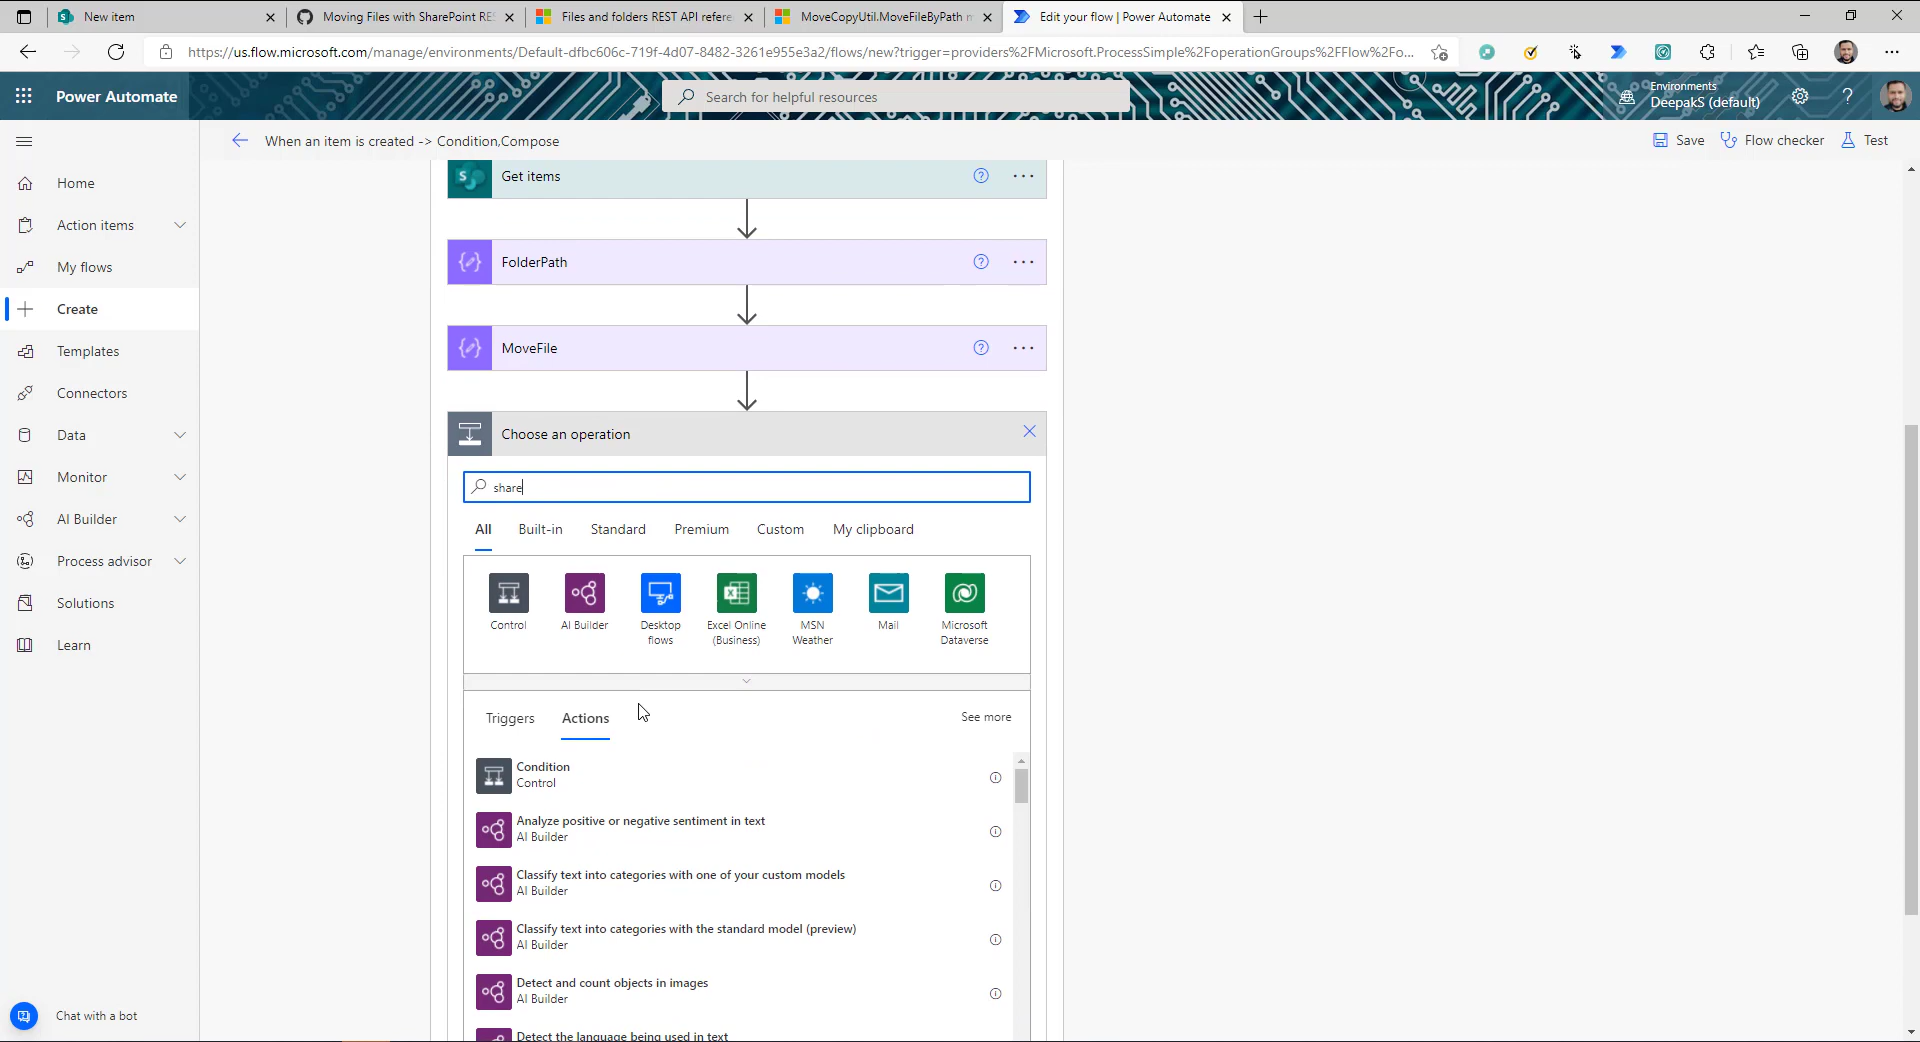 New item
Moving Files with SharePoint RES
Files and folders REST API refere
MoveCopyUtil.MoveFileByPath m
Edit your flow | Power Automate
https://us.flow.microsoft.com/manage/environments/Default-dfbc606c-719f-4d07-8482-3261e955e3a2/flows/new?trigger=providers%2FMicrosoft.ProcessSimple%2FoperationGroups%2FFlow%2Fo...
Power Automate
Search for helpful resources
Environments
DeepakS (default)
When an item is created -> Condition,Compose
Save
Flow checker
Test
Home
Action items
My flows
Create
Templates
Connectors
Data
Monitor
AI Builder
Process advisor
Solutions
Learn
Chat with a bot
Get items
FolderPath
MoveFile
Choose an operation
share
All
Built-in
Standard
Premium
Custom
My clipboard
Control
AI Builder
Desktop
flows
Excel Online
(Business)
MSN
Weather
Mail
Microsoft
Dataverse
Triggers
Actions
See more
Condition
Control
Analyze positive or negative sentiment in text
AI Builder
Classify text into categories with one of your custom models
AI Builder
Classify text into categories with the standard model (preview)
AI Builder
Detect and count objects in images
AI Builder
Detect the language being used in text